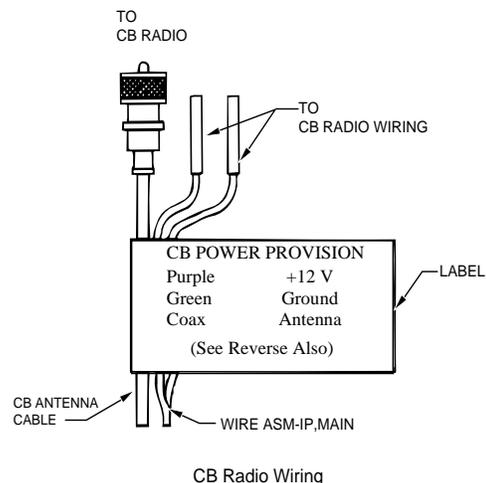 TO
CB RADIO
TO
CB RADIO WIRING
CB POWER PROVISION
Purple +12 V
Green Ground
Coax Antenna
(See Reverse Also)
LABEL
CB ANTENNA
CABLE
WIRE ASM-IP,MAIN
CB Radio Wiring